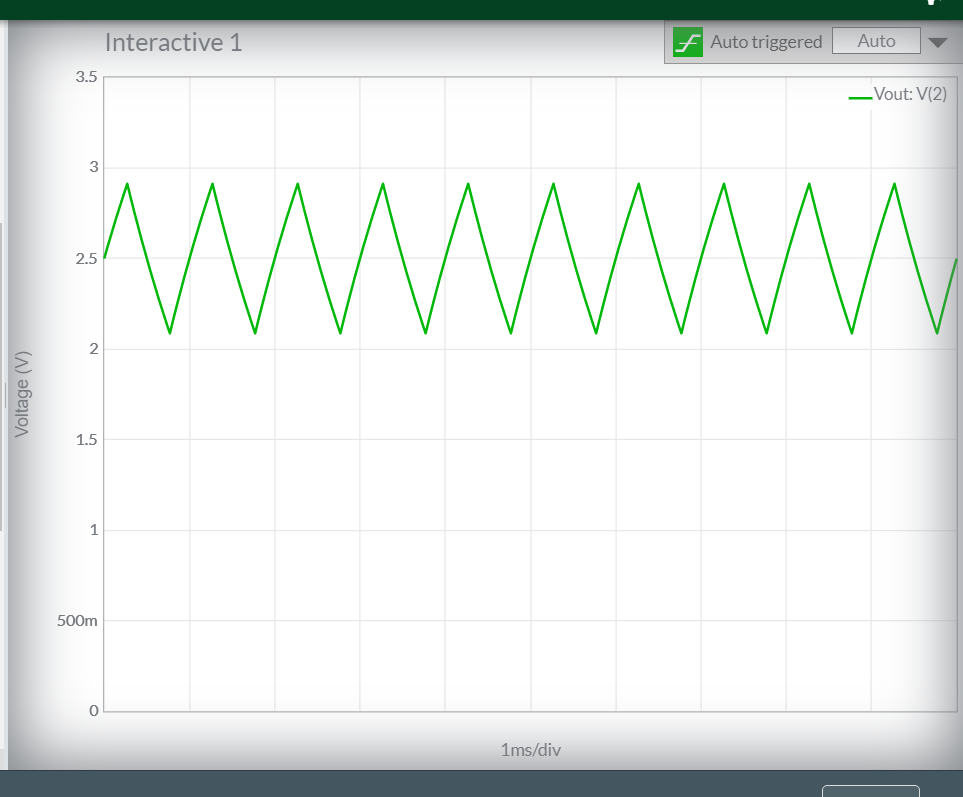 Interactive 1
Auto triggered
Auto
Vout: V(2)
3.5
3
2.5
2
1.5
1
500m
0
Voltage (V)
1ms/div